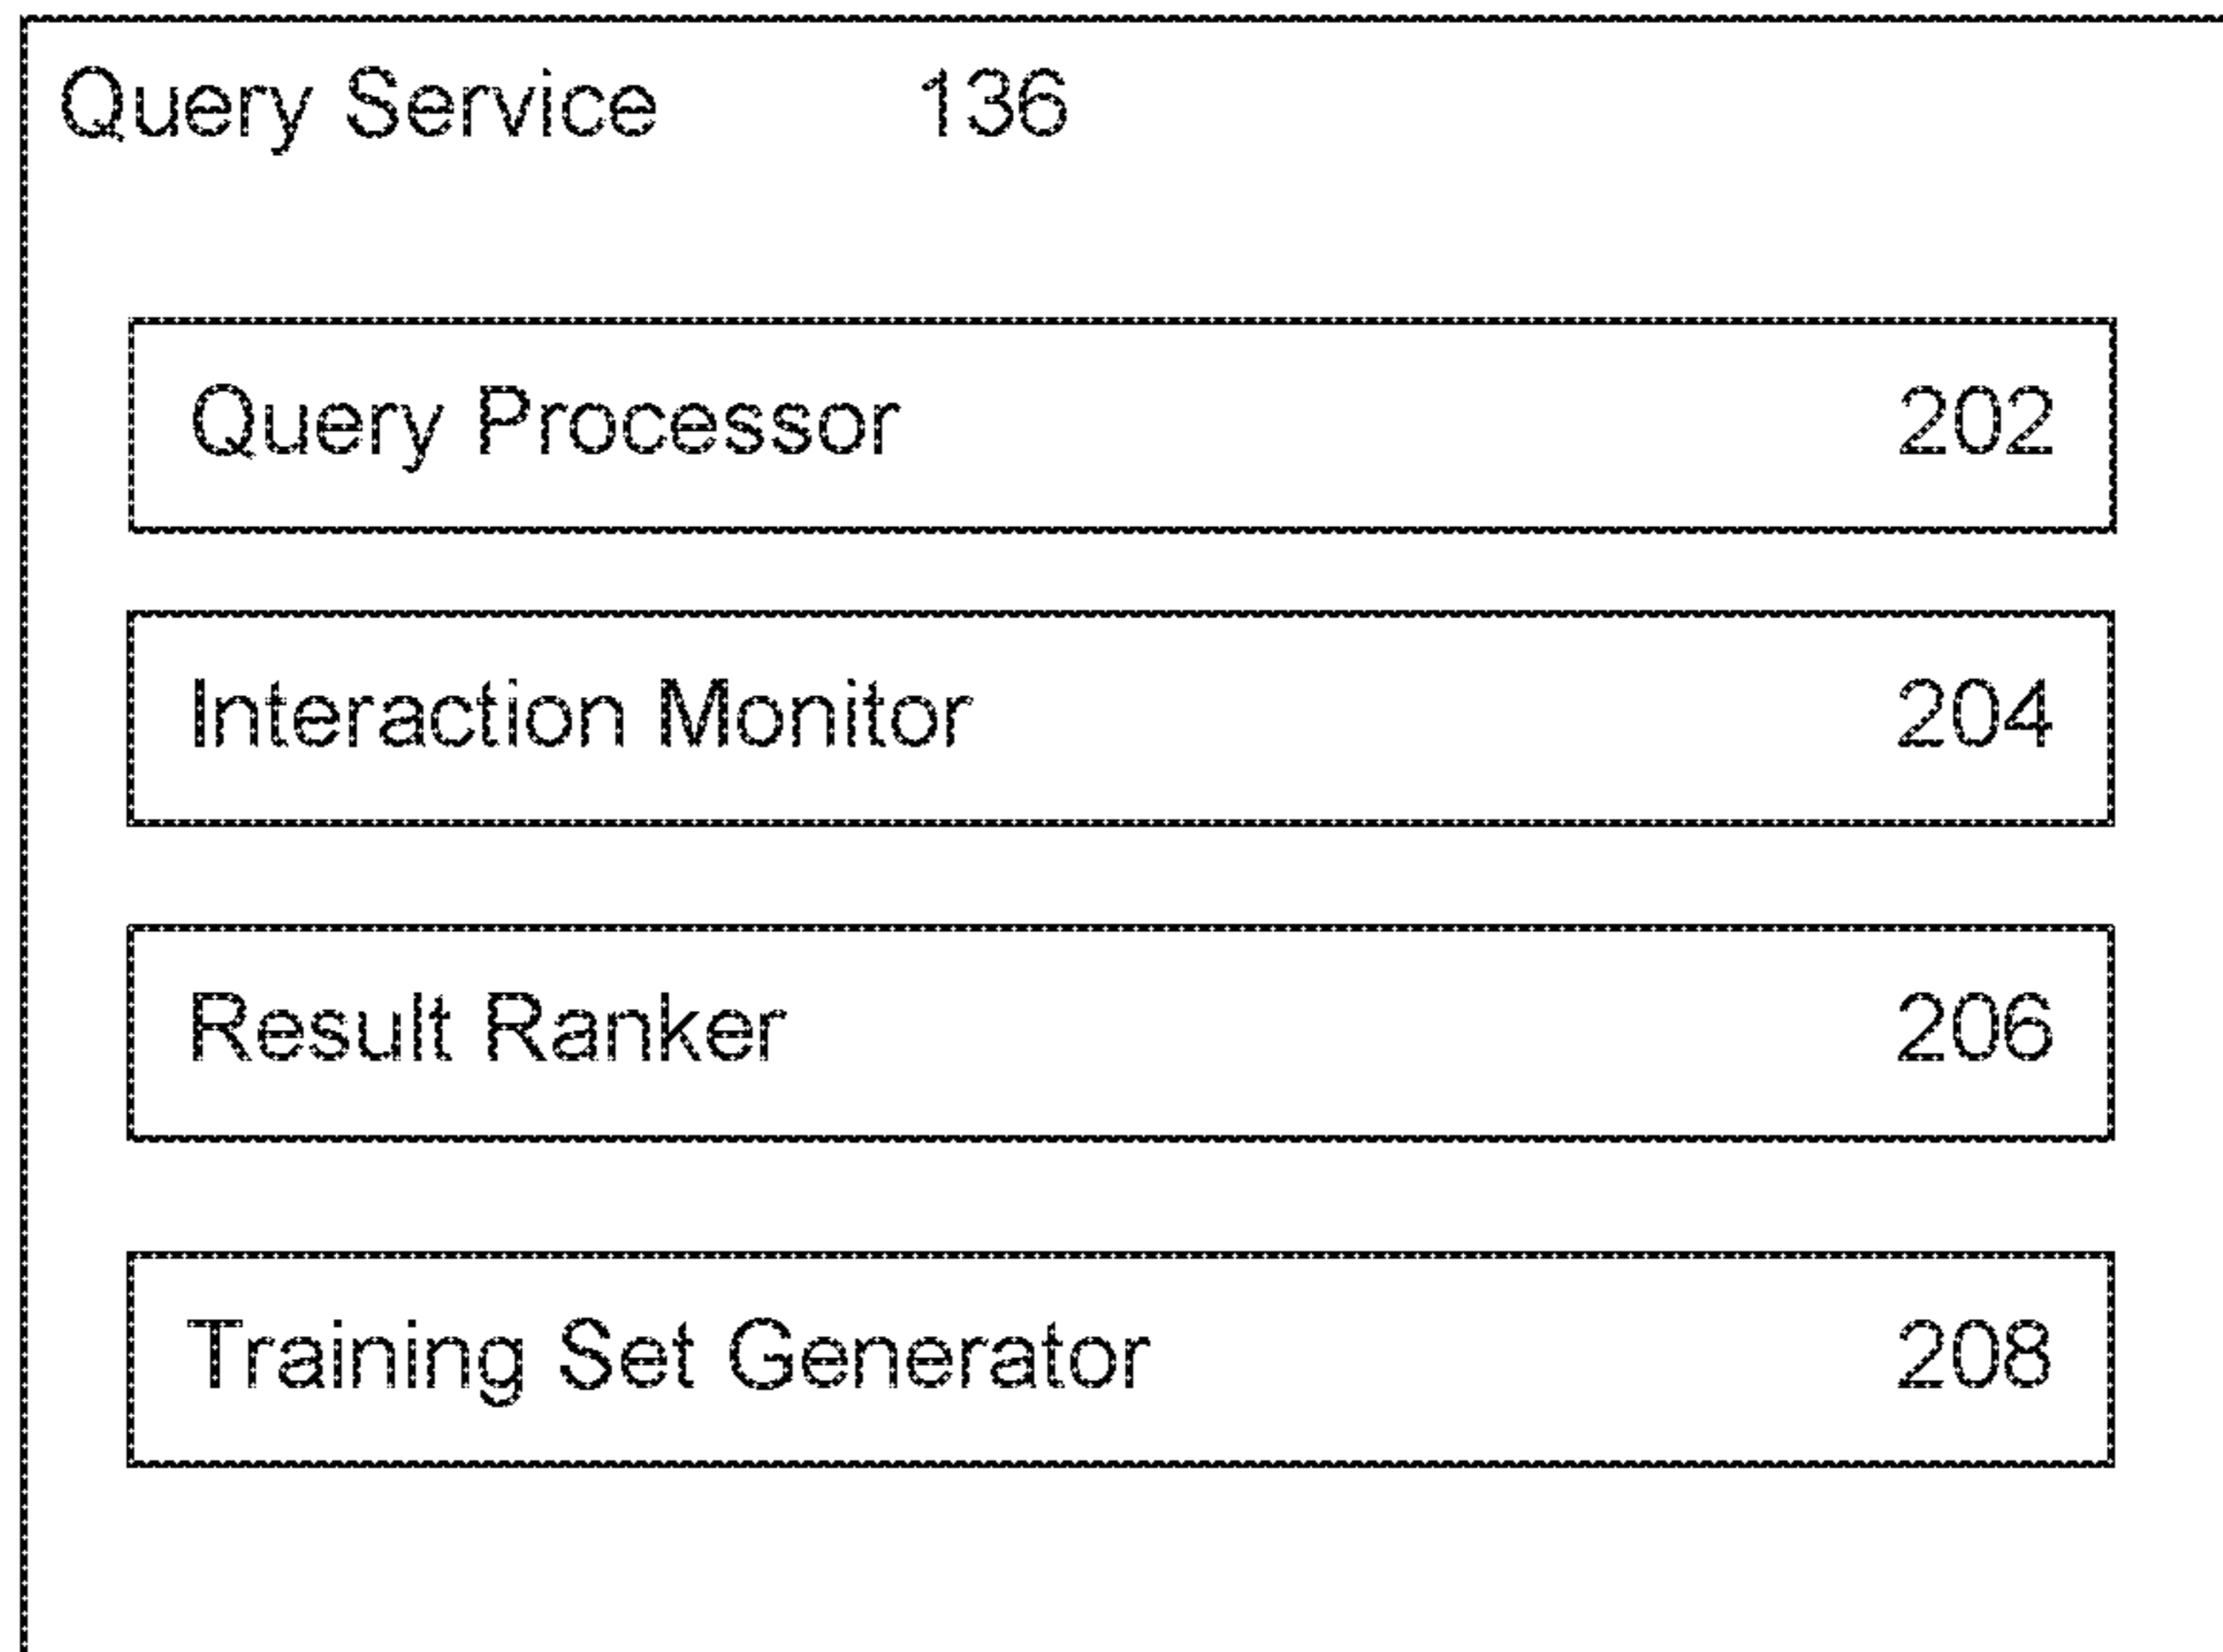 Query Service 136
Query Processor 202
Interaction Monitor 204
Result Ranker 206
Training Set Generator 208